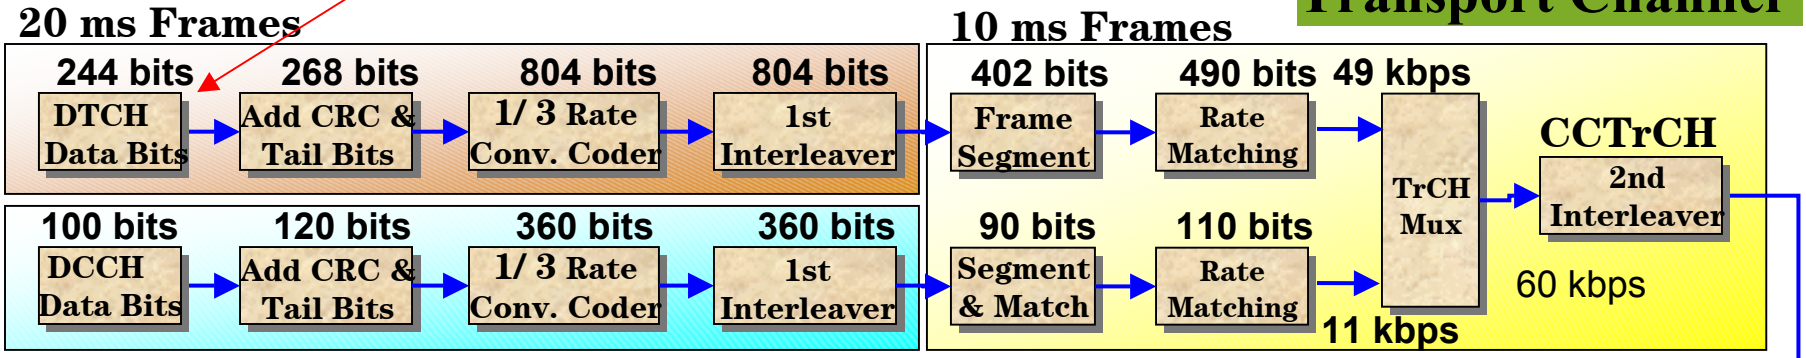 Transport Channel
20 ms Frames
10 ms Frames
244 bits 268 bits 804 bits 804 bits 402 bits 490 bits 49 kbps
DTCH
Data Bits
Add CRC &
Tail Bits
1/3 Rate
Conv. Coder
1st
Interleaver
Frame
Segment
Rate
Matching
TrCH
Mux
CCTrCH
2nd
Interleaver
60 kbps
100 bits 120 bits 360 bits 360 bits 90 bits 110 bits
DCCH
Data Bits
Add CRC &
Tail Bits
1/3 Rate
Conv. Coder
1st
Interleaver
Segment
& Match
Rate
Matching
11 kbps